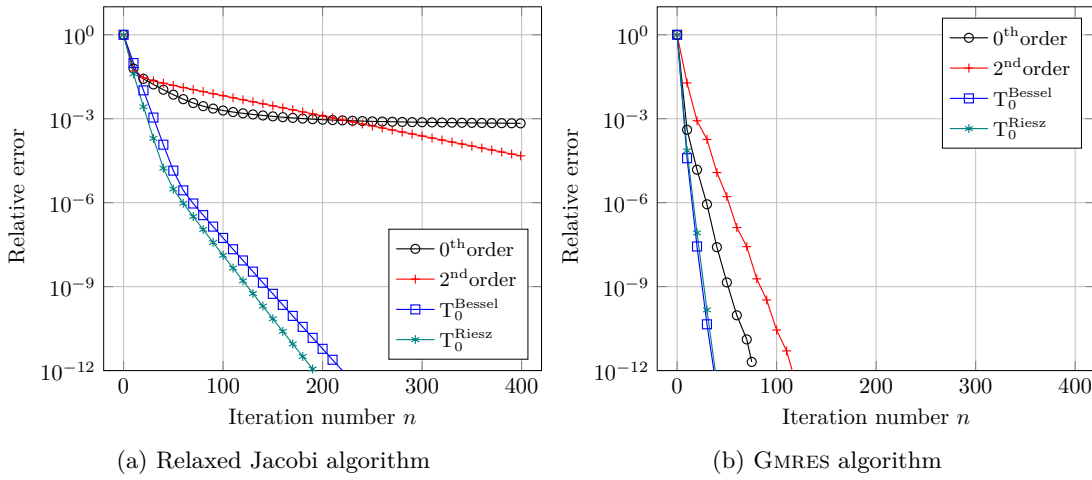 10^0
10^−3
10^−6
10^−9
10^−12
Relative error
0 100 200 300 400
Iteration number n
0^th order
2^nd order
T_0^Bessel
T_0^Riesz
(a) Relaxed Jacobi algorithm
10^0
10^−3
10^−6
10^−9
10^−12
Relative error
0 100 200 300 400
Iteration number n
0^th order
2^nd order
T_0^Bessel
T_0^Riesz
(b) GMRES algorithm